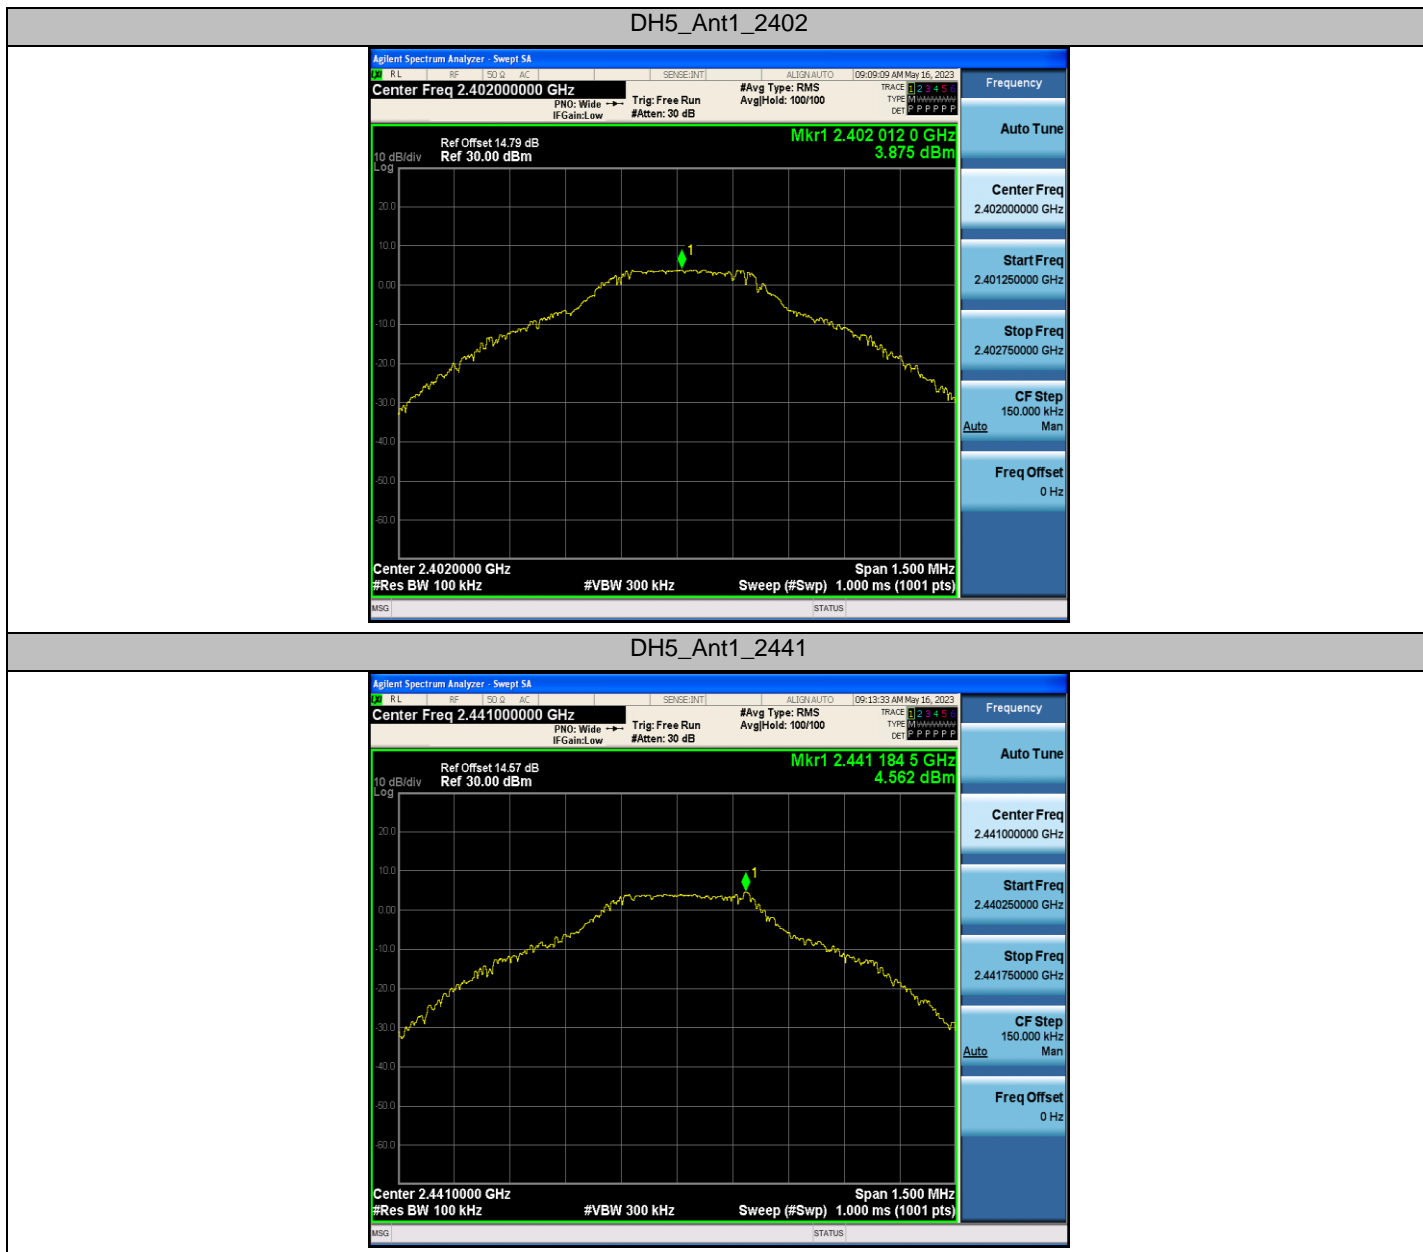 DH5_Ant1_2402
Agilent Spectrum Analyzer - Swept SA
RL RF 50 Ω AC SENSE:INT ALIGN AUTO 09:09:09 AM May 16, 2023
Center Freq 2.402000000 GHz
PNO: Wide
IFGain:Low
Trig: Free Run
#Atten: 30 dB
#Avg Type: RMS
Avg|Hold: 100/100
TRACE 1 2 3 4 5 6
TYPE M
DET P P P P P P
Frequency
Mkr1 2.402 012 0 GHz
3.875 dBm
Ref Offset 14.79 dB
10 dB/div Ref 30.00 dBm
Log
20.0
10.0
0.00
-10.0
-20.0
-30.0
-40.0
-50.0
-60.0
1
Auto Tune
Center Freq
2.402000000 GHz
Start Freq
2.401250000 GHz
Stop Freq
2.402750000 GHz
CF Step
150.000 kHz
Auto Man
Freq Offset
0 Hz
Center 2.4020000 GHz Span 1.500 MHz
#Res BW 100 kHz #VBW 300 kHz Sweep (#Swp) 1.000 ms (1001 pts)
MSG STATUS
DH5_Ant1_2441
Agilent Spectrum Analyzer - Swept SA
RL RF 50 Ω AC SENSE:INT ALIGN AUTO 09:13:33 AM May 16, 2023
Center Freq 2.441000000 GHz
PNO: Wide
IFGain:Low
Trig: Free Run
#Atten: 30 dB
#Avg Type: RMS
Avg|Hold: 100/100
TRACE 1 2 3 4 5 6
TYPE M
DET P P P P P P
Frequency
Mkr1 2.441 184 5 GHz
4.562 dBm
Ref Offset 14.57 dB
10 dB/div Ref 30.00 dBm
Log
20.0
10.0
0.00
-10.0
-20.0
-30.0
-40.0
-50.0
-60.0
1
Auto Tune
Center Freq
2.441000000 GHz
Start Freq
2.440250000 GHz
Stop Freq
2.441750000 GHz
CF Step
150.000 kHz
Auto Man
Freq Offset
0 Hz
Center 2.4410000 GHz Span 1.500 MHz
#Res BW 100 kHz #VBW 300 kHz Sweep (#Swp) 1.000 ms (1001 pts)
MSG STATUS